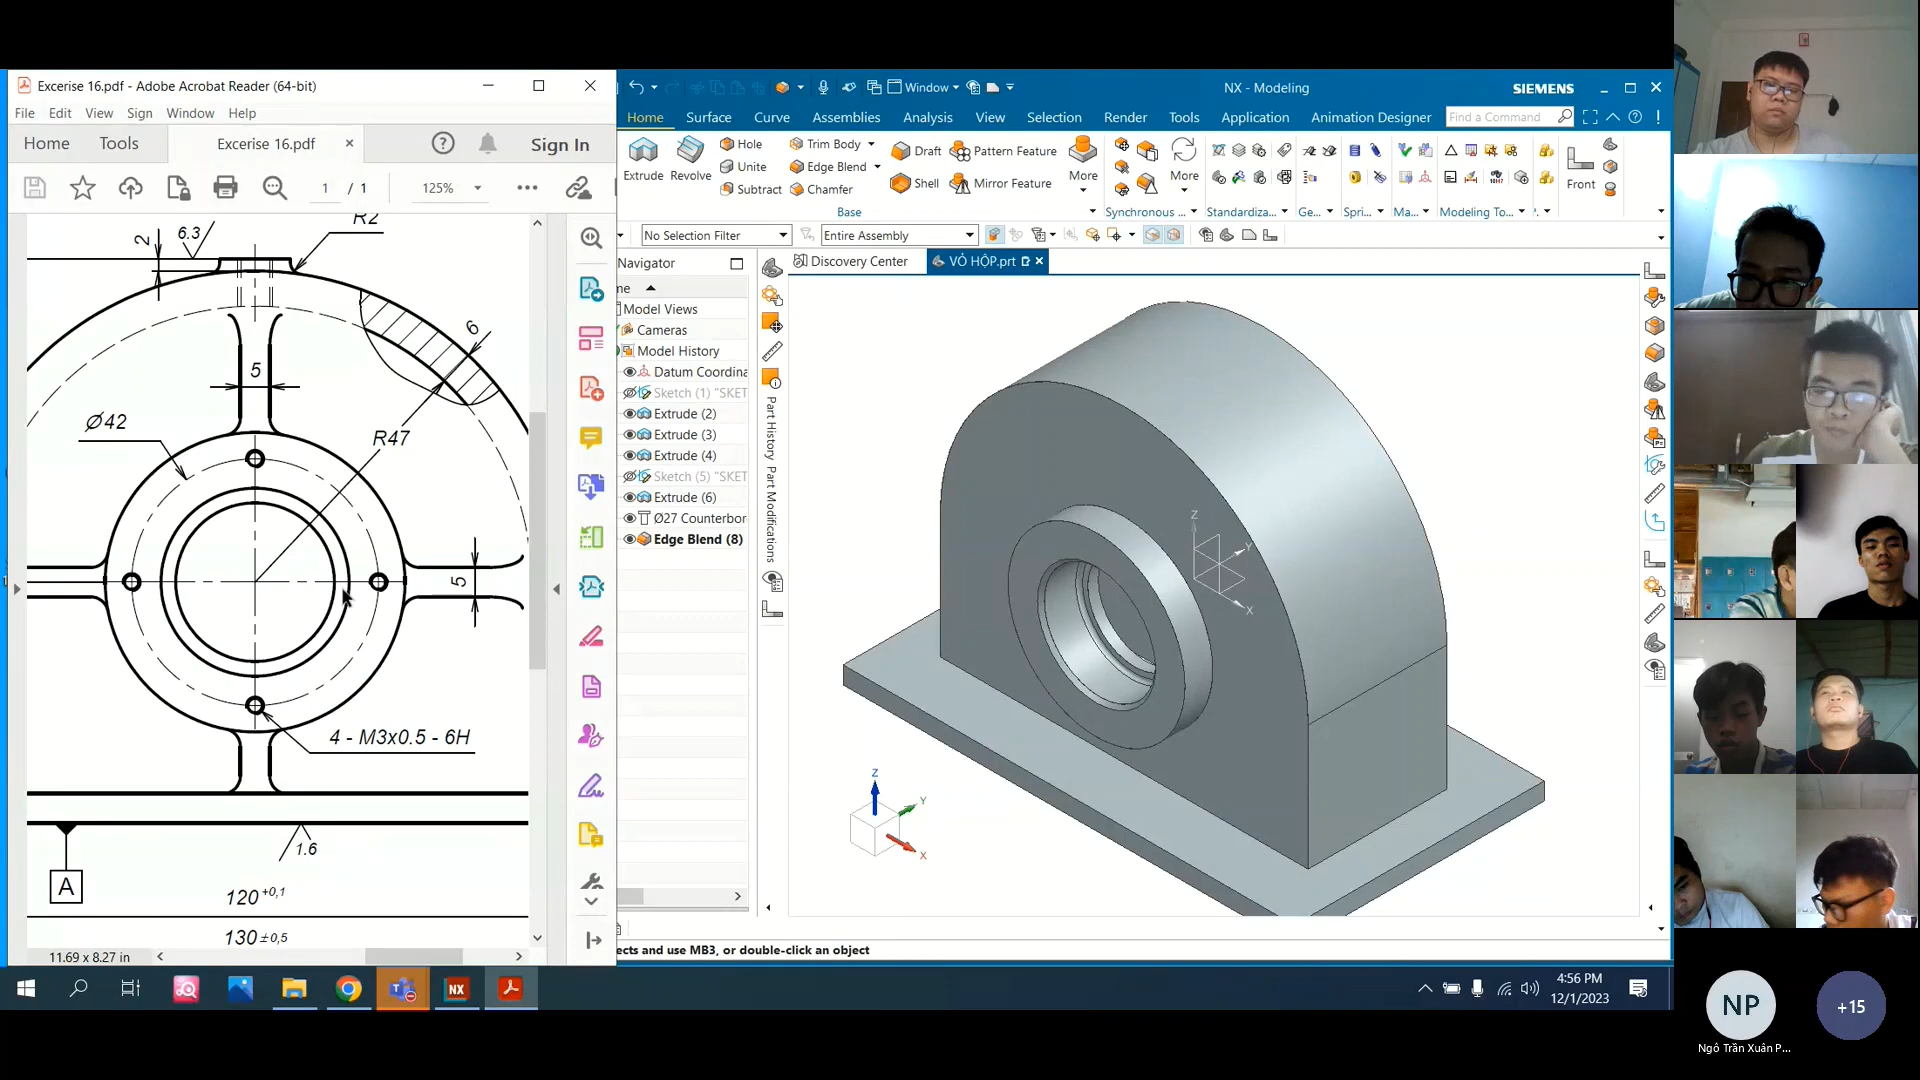 Excerise 16.pdf - Adobe Acrobat Reader (64-bit)
File Edit View Sign Window Help
Home Tools Excerise 16.pdf × Sign In
1 / 1 125%
R2
2
6.3
6
5
Ø42
R47
5
4 - M3x0.5 - 6H
1.6
A
120 +0,1
130 ±0,5
11.69 x 8.27 in
Window NX - Modeling SIEMENS
Home Surface Curve Assemblies Analysis View Selection Render Tools Application Animation Designer Find a Command
Extrude Revolve Hole Unite Subtract Trim Body Edge Blend Chamfer Draft Shell Pattern Feature Mirror Feature More More Front
Base Synchronous ... Standardiza... Ge... Spri... Ma... Modeling To...
No Selection Filter Entire Assembly
Navigator
Discovery Center VỎ HỘP.prt
ne
Model Views
Cameras
Model History
Datum Coordina
Sketch (1) "SKET
Extrude (2)
Extrude (3)
Extrude (4)
Sketch (5) "SKET
Extrude (6)
Ø27 Counterbor
Edge Blend (8)
Part History Part Modifications
Z
Y
X
Z
Y
X
ects and use MB3, or double-click an object
NX
4:56 PM
12/1/2023
NP
+15
Ngô Trần Xuân P...